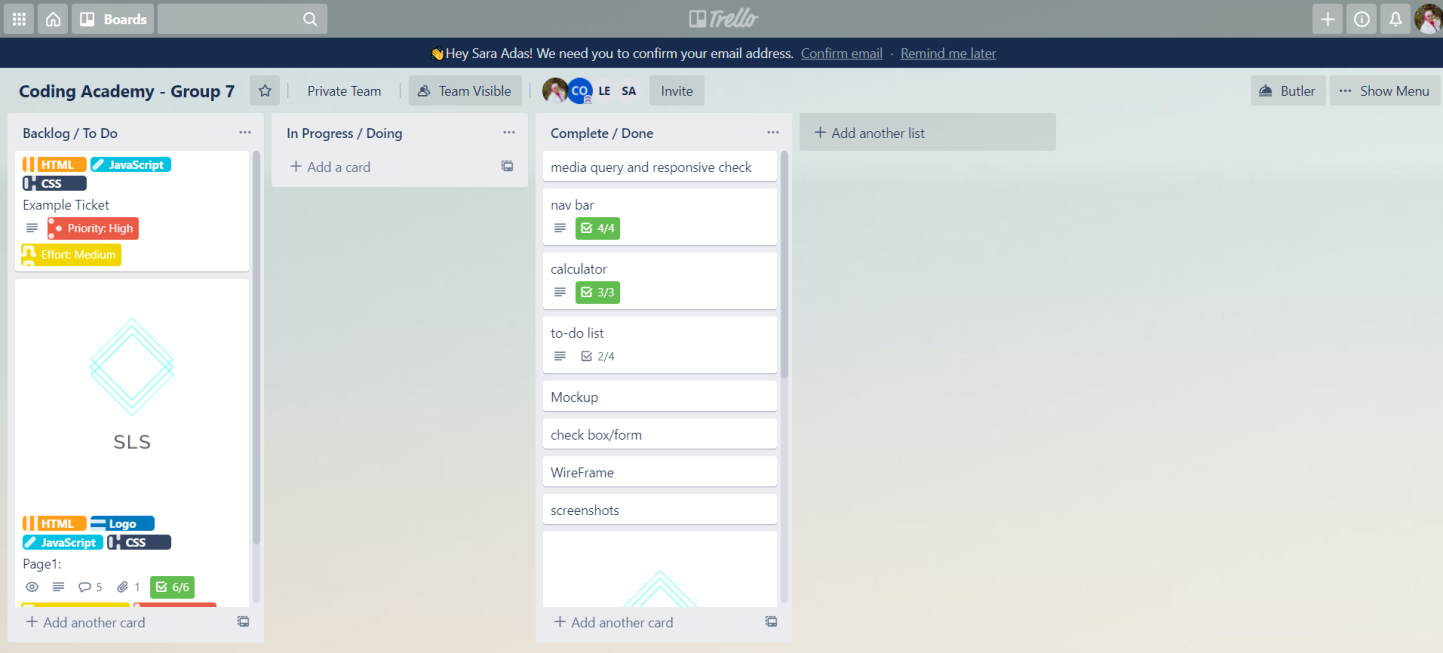 Boards
Trello
👋Hey Sara Adas! We need you to confirm your email address. Confirm email · Remind me later
Coding Academy - Group 7
Private Team
Team Visible
CO
LE
SA
Invite
Butler
··· Show Menu
Backlog / To Do
HTML
JavaScript
CSS
Example Ticket
Priority: High
Effort: Medium
SLS
HTML
Logo
JavaScript
CSS
Page1:
5
1
6/6
+ Add another card
In Progress / Doing
+ Add a card
Complete / Done
media query and responsive check
nav bar
4/4
calculator
3/3
to-do list
2/4
Mockup
check box/form
WireFrame
screenshots
+ Add another card
+ Add another list